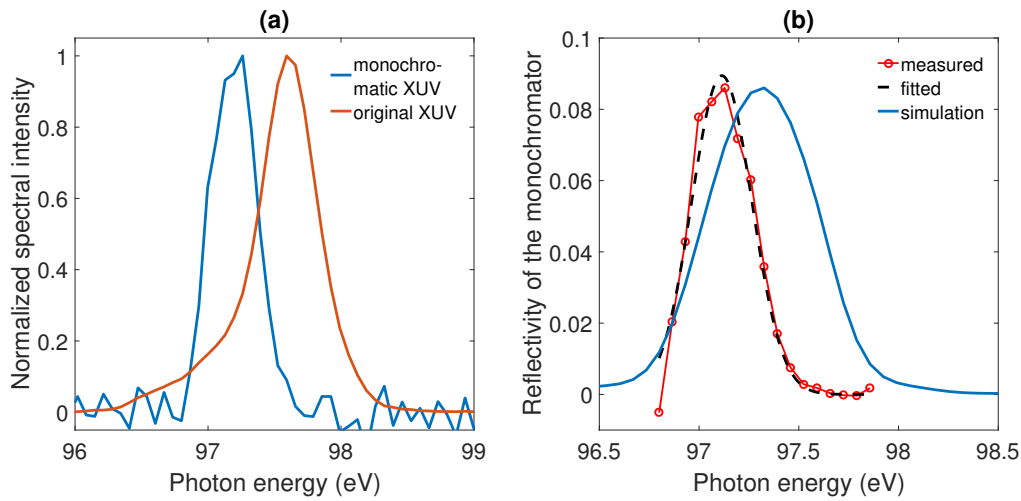 (a)
Normalized spectral intensity
1
0.8
0.6
0.4
0.2
0
96
97
98
99
Photon energy (eV)
monochro-
matic XUV
original XUV
(b)
Reflectivity of the monochromator
0.1
0.08
0.06
0.04
0.02
0
96.5
97
97.5
98
98.5
Photon energy (eV)
measured
fitted
simulation